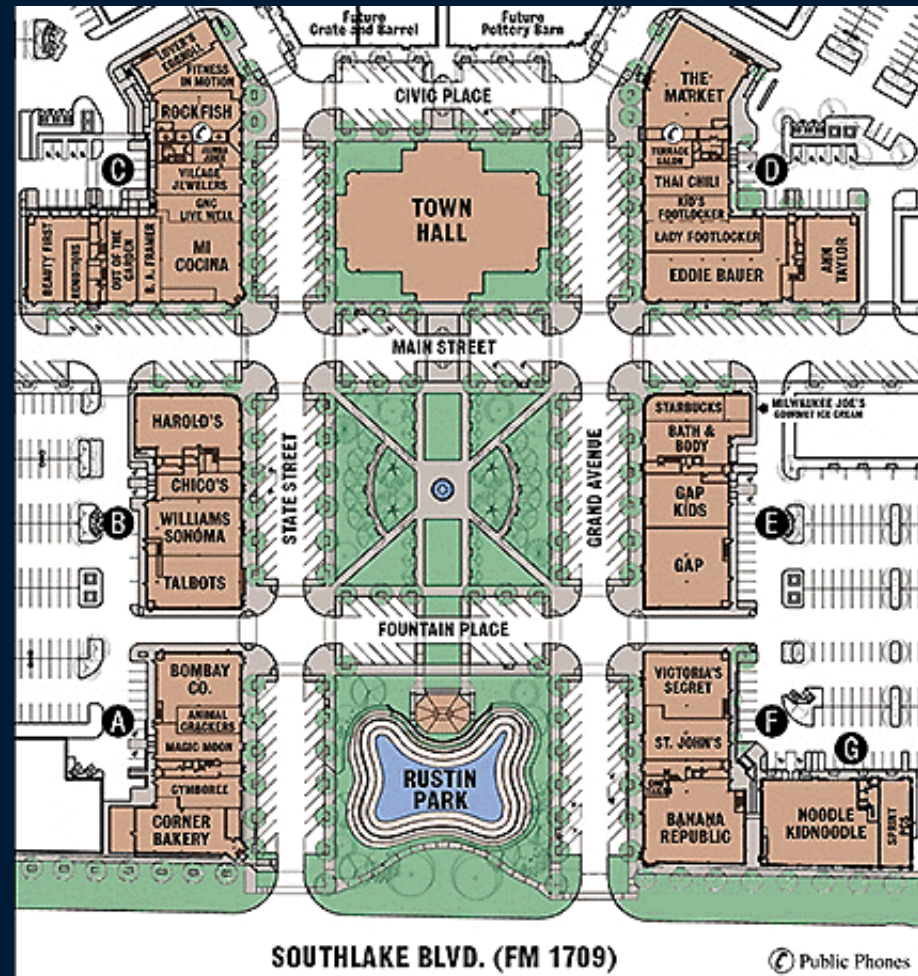 Future
Crate and Barrel
Future
Pottery Barn
FITNESS
IN MOTION
ROCKFISH
CIVIC PLACE
THE
MARKET
C
JAMBA
JUICE
VILLAGE
JEWELERS
GNC
LIVE WELL
MI
COCINA
BEAUTY FIRST
OUT OF THE
GARDEN
B. A. FRAMER
TOWN
HALL
TERRACE
SALON
THAI CHILI
KID'S
FOOTLOCKER
LADY FOOTLOCKER
EDDIE BAUER
ANN
TAYLOR
D
MAIN STREET
HAROLD'S
CHICO'S
WILLIAMS
SONOMA
TALBOTS
B
STATE STREET
GRAND AVENUE
STARBUCKS
MILWAUKEE JOE'S
GOURMET ICE CREAM
BATH &
BODY
GAP
KIDS
GAP
E
FOUNTAIN PLACE
BOMBAY
CO.
ANIMAL
CRACKERS
MAGIC MOON
GYMBOREE
CORNER
BAKERY
A
RUSTIN
PARK
VICTORIA'S
SECRET
ST. JOHN'S
BANANA
REPUBLIC
F
G
NOODLE
KIDNOODLE
SPRINT
PCS
SOUTHLAKE BLVD. (FM 1709)
Public Phones